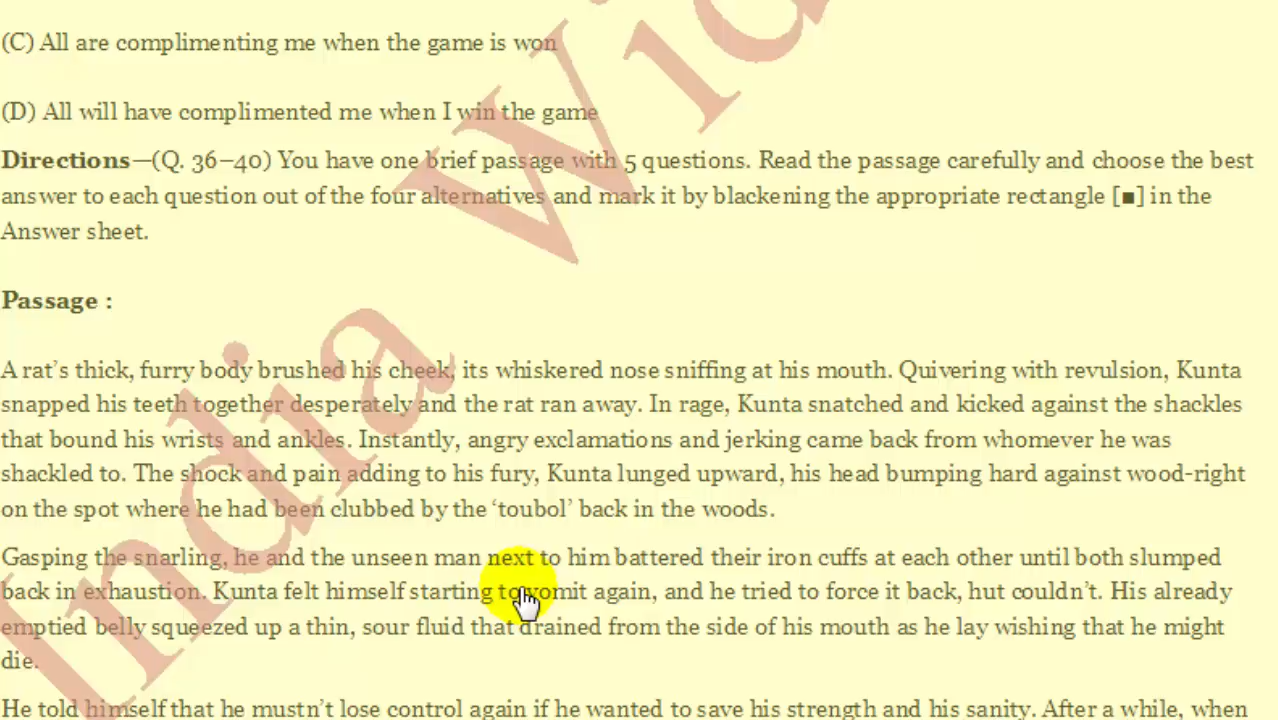 (C) All are complimenting me when the game is won
(D) All will have complimented me when I win the game
Directions—(Q. 36–40) You have one brief passage with 5 questions. Read the passage carefully and choose the best
answer to each question out of the four alternatives and mark it by blackening the appropriate rectangle [■] in the
Answer sheet.
Passage :
A rat’s thick, furry body brushed his cheek, its whiskered nose sniffing at his mouth. Quivering with revulsion, Kunta
snapped his teeth together desperately and the rat ran away. In rage, Kunta snatched and kicked against the shackles
that bound his wrists and ankles. Instantly, angry exclamations and jerking came back from whomever he was
shackled to. The shock and pain adding to his fury, Kunta lunged upward, his head bumping hard against wood-right
on the spot where he had been clubbed by the ‘toubol’ back in the woods.
Gasping the snarling, he and the unseen man next to him battered their iron cuffs at each other until both slumped
back in exhaustion. Kunta felt himself starting to vomit again, and he tried to force it back, hut couldn’t. His already
emptied belly squeezed up a thin, sour fluid that drained from the side of his mouth as he lay wishing that he might
die.
He told himself that he mustn’t lose control again if he wanted to save his strength and his sanity. After a while, when
India Vi